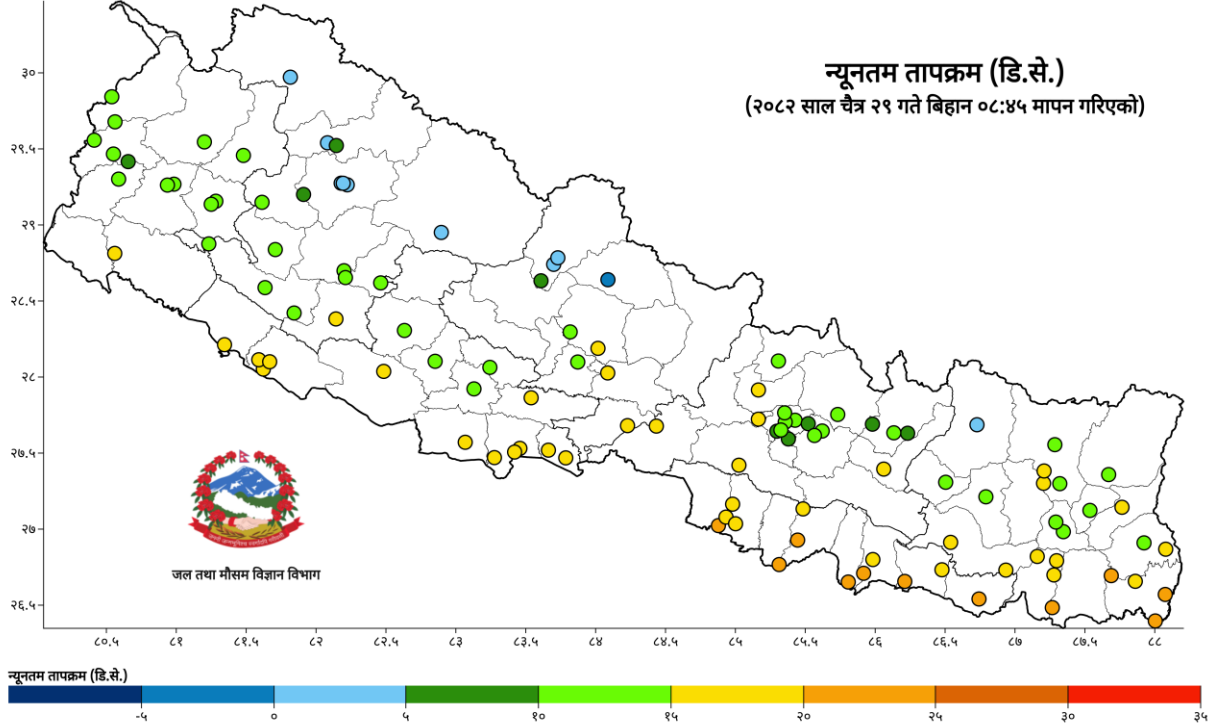 न्यूनतम तापक्रम (डि.से.)
(२०८२ साल चैत्र २९ गते बिहान ०८:४५ मापन गरिएको)
३०
२९.५
२९
२८.५
२८
२७.५
२७
२६.५
जल तथा मौसम विज्ञान विभाग
८०.५ ८१ ८१.५ ८२ ८२.५ ८३ ८३.५ ८४ ८४.५ ८५ ८५.५ ८६ ८६.५ ८७ ८७.५ ८८
न्यूनतम तापक्रम (डि.से.)
-५ ० ५ १० १५ २० २५ ३० ३५